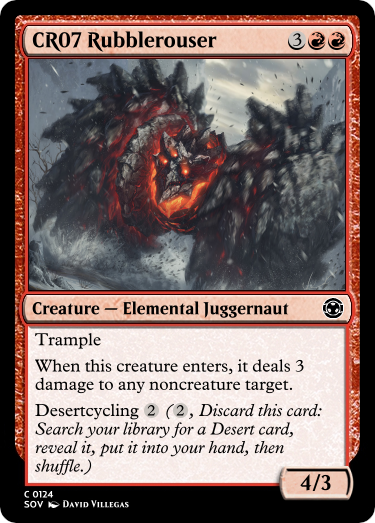 CR07 Rubblerouser 3
Creature — Elemental Juggernaut
Trample
When this creature enters, it deals 3
damage to any noncreature target.
Desertcycling 2 (2, Discard this card:
Search your library for a Desert card,
reveal it, put it into your hand, then
shuffle.)
4/3
C 0124
SOV DAVID VILLEGAS